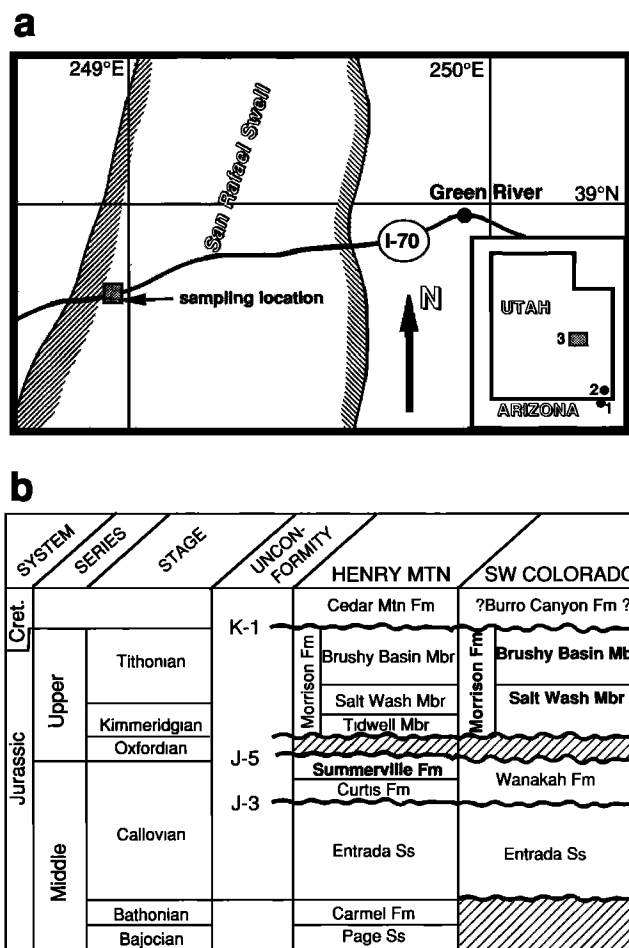 a
249°E
250°E
San Rafael Swell
Green River
39°N
I-70
sampling location
N
UTAH
3
2
1
ARIZONA
b
SYSTEM
SERIES
STAGE
UNCON-
FORMITY
HENRY MTN
SW COLORADO
Cret.
Cedar Mtn Fm
?Burro Canyon Fm ?
K-1
Jurassic
Upper
Tithonian
Morrison Fm
Brushy Basin Mbr
Morrison Fm
Brushy Basin Mb
Salt Wash Mbr
Salt Wash Mbr
Kimmeridgian
Tidwell Mbr
Oxfordian
J-5
Summerville Fm
Wanakah Fm
Curtis Fm
J-3
Middle
Callovian
Entrada Ss
Entrada Ss
Bathonian
Carmel Fm
Bajocian
Page Ss